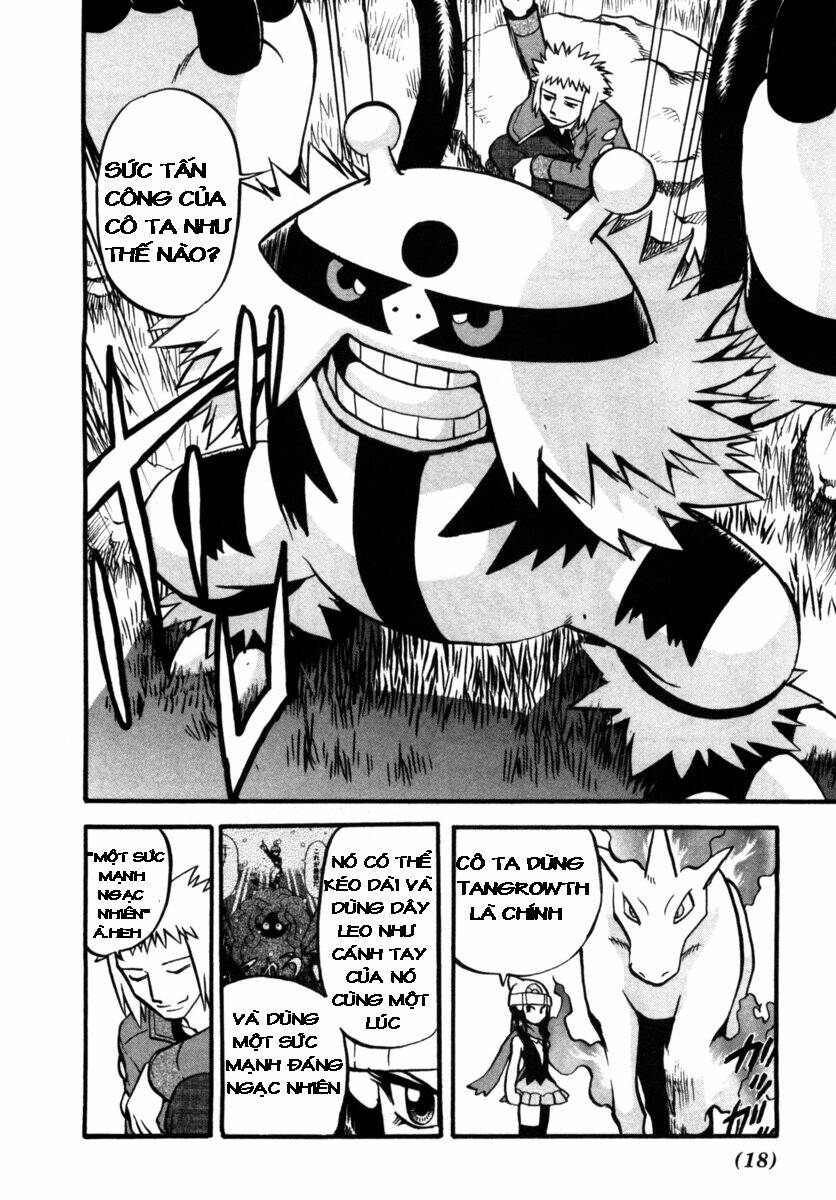 SỨC TẤN
CÔNG CỦA
CÔ TA NHƯ
THẾ NÀO?
CÔ TA DÙNG
TANGROWTH
LÀ CHÍNH
NÓ CÓ THỂ
KÉO DÀI VÀ
DÙNG DÂY
LEO NHƯ
CÁNH TAY
CỦA NÓ
CÙNG MỘT
LÚC
VÀ DÙNG
MỘT SỨC
MẠNH ĐÁNG
NGẠC NHIÊN
"MỘT SỨC
MẠNH
NGẠC
NHIÊN"
À.HEH
(18)